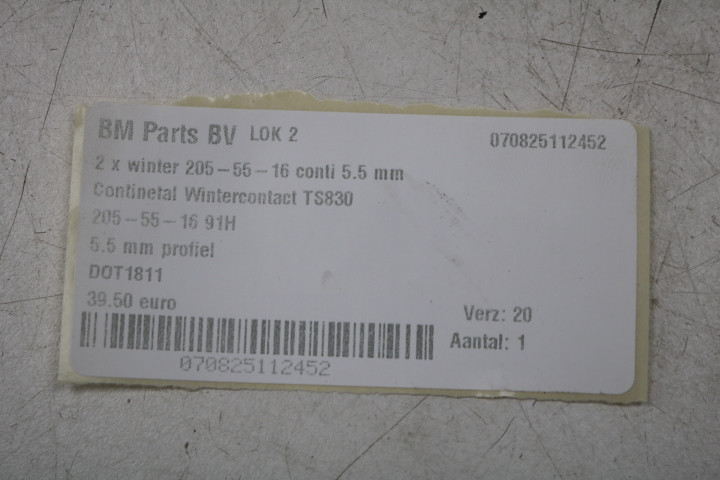 BM Parts BV LOK 2 070825112452
2 x winter 205-55-16 conti 5.5 mm
Continetal Wintercontact TS830
205-55-16 91H
5.5 mm profiel
DOT1811
39.50 euro
Verz: 20
Aantal: 1
070825112452